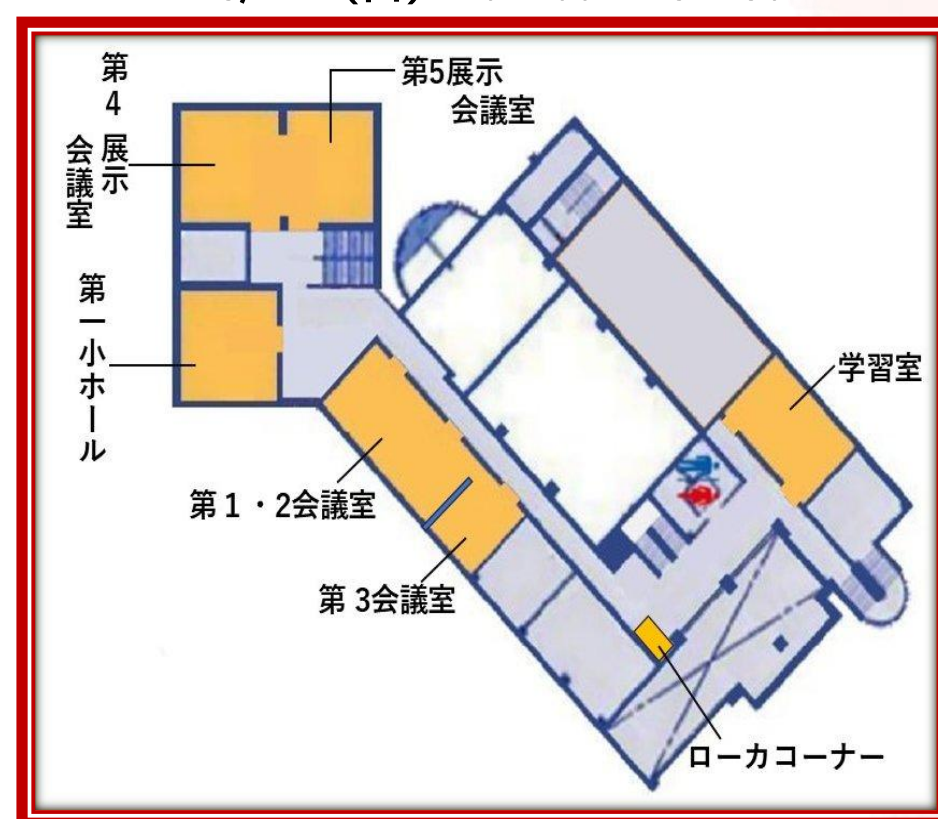 第4展示
会議室
第5展示
会議室
第一小ホール
学習室
第１・2会議室
第 3会議室
ローカコーナー